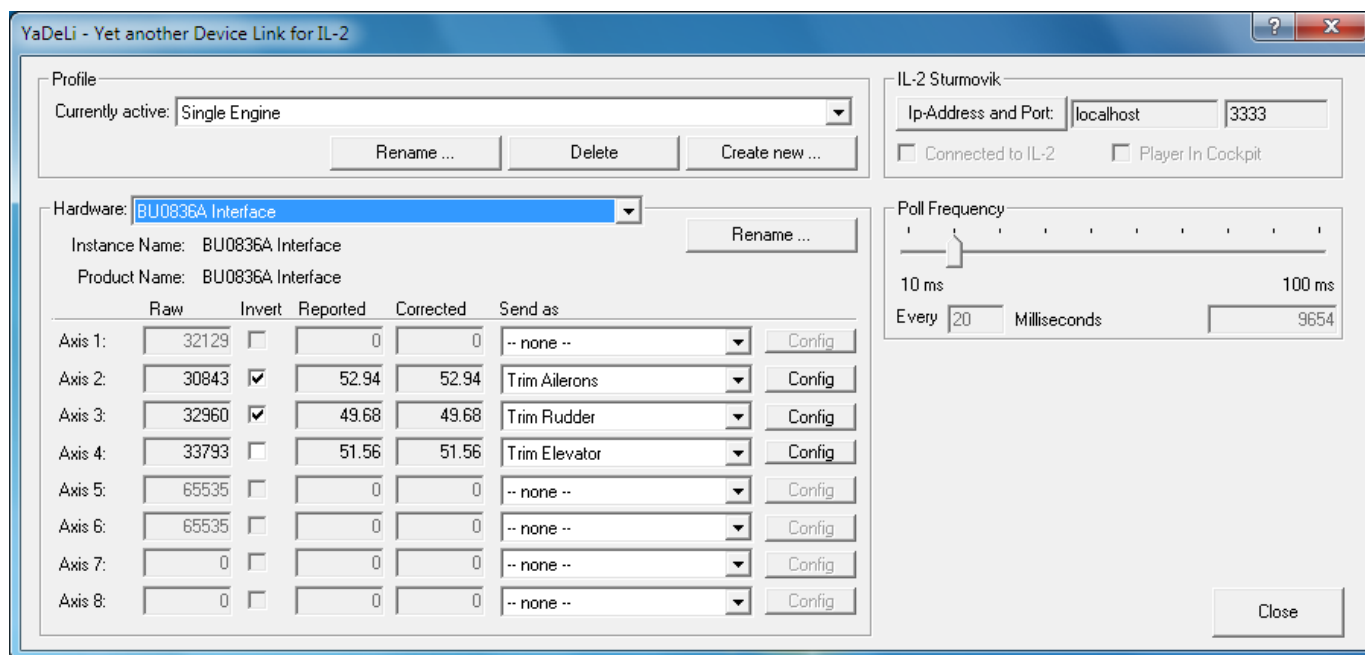 YaDeLi - Yet another Device Link for IL-2
Profile
Currently active: Single Engine
Rename ... Delete Create new ...
IL-2 Sturmovik
Ip-Address and Port: localhost 3333
Connected to IL-2 Player In Cockpit
Hardware: BU0836A Interface
Rename ...
Instance Name: BU0836A Interface
Product Name: BU0836A Interface
Raw Invert Reported Corrected Send as
Axis 1: 32129 0 0 -- none -- Config
Axis 2: 30843 52.94 52.94 Trim Ailerons Config
Axis 3: 32960 49.68 49.68 Trim Rudder Config
Axis 4: 33793 51.56 51.56 Trim Elevator Config
Axis 5: 65535 0 0 -- none -- Config
Axis 6: 65535 0 0 -- none -- Config
Axis 7: 0 0 0 -- none -- Config
Axis 8: 0 0 0 -- none -- Config
Poll Frequency
10 ms 100 ms
Every 20 Milliseconds 9654
Close